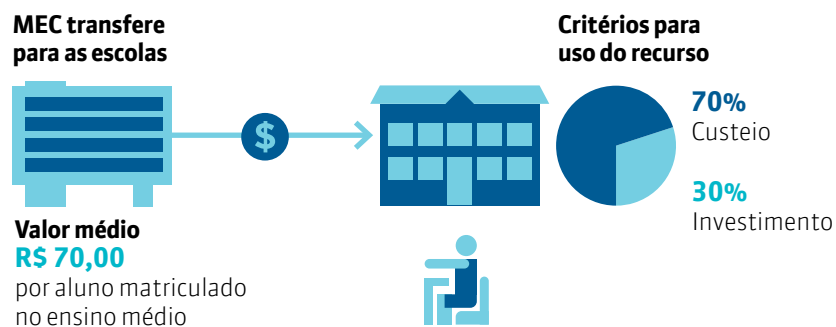 MEC transfere
para as escolas
$
Valor médio
R$ 70,00
por aluno matriculado
no ensino médio
Critérios para
uso do recurso
70%
Custeio
30%
Investimento